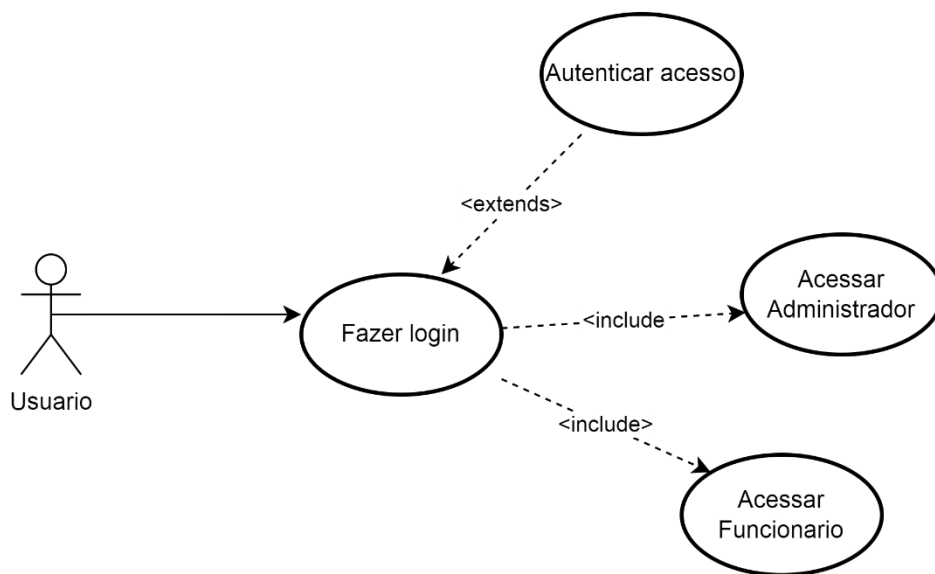 Autenticar acesso
<extends>
Acessar
Administrador
<include
Fazer login
Usuario
<include>
Acessar
Funcionario